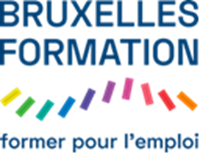 BRUXELLES
FORMATION
former pour l'emploi